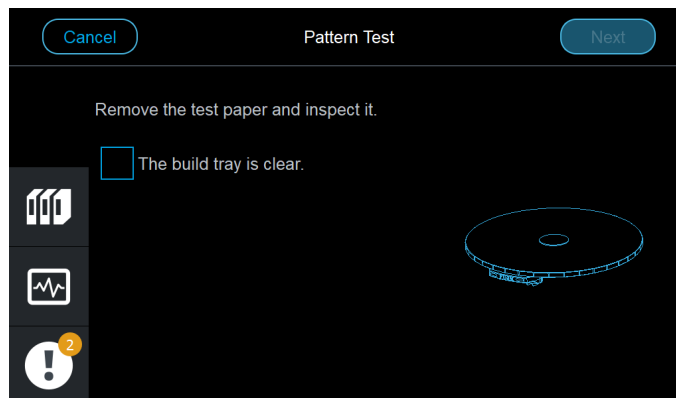 Cancel
Pattern Test
Next
Remove the test paper and inspect it.
The build tray is clear.
2